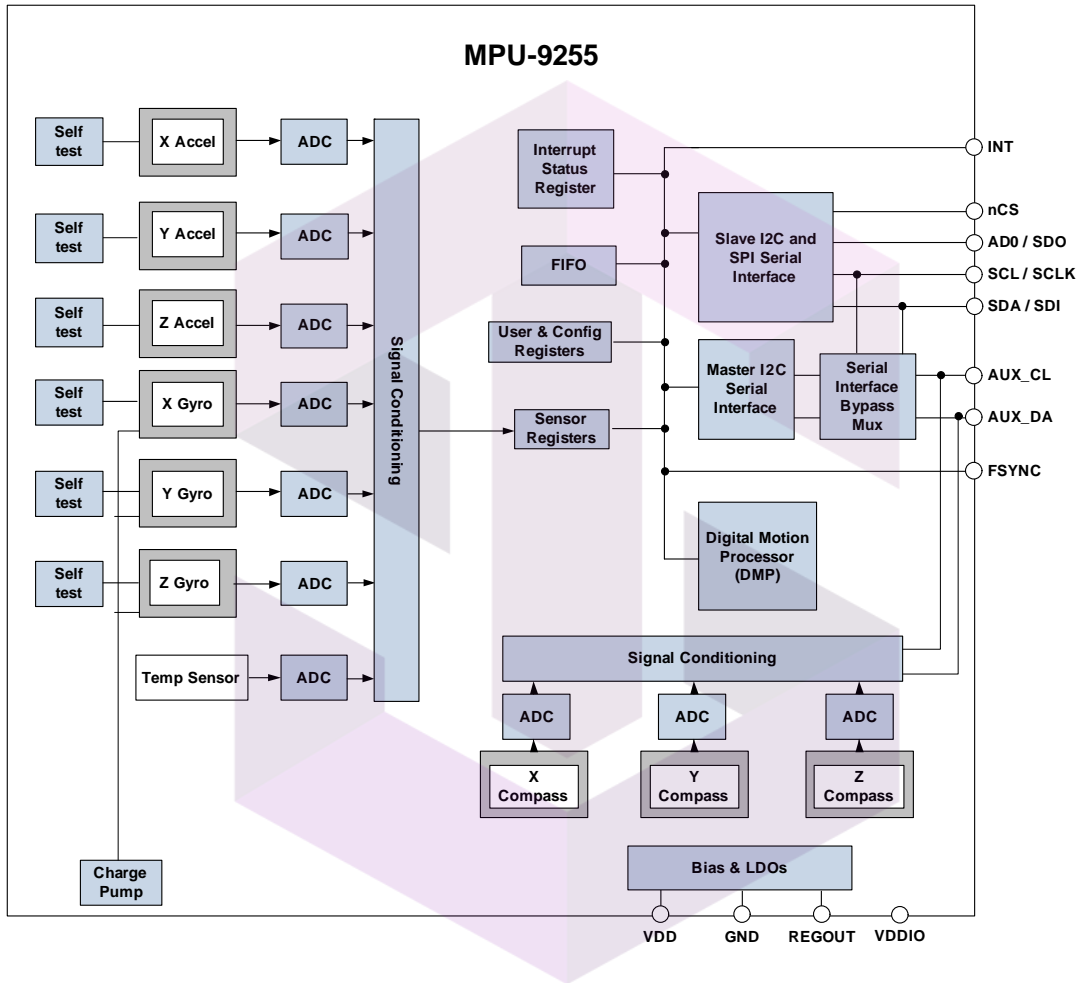 MPU-9255
Self
test
X Accel
ADC
Self
test
Y Accel
ADC
Self
test
Z Accel
ADC
Self
test
X Gyro
ADC
Self
test
Y Gyro
ADC
Self
test
Z Gyro
ADC
Temp Sensor
ADC
Signal Conditioning
Charge
Pump
Interrupt
Status
Register
FIFO
User & Config
Registers
Sensor
Registers
Slave I2C and
SPI Serial
Interface
Master I2C
Serial
Interface
Serial
Interface
Bypass
Mux
Digital Motion
Processor
(DMP)
Signal Conditioning
ADC
ADC
ADC
X
Compass
Y
Compass
Z
Compass
Bias & LDOs
INT
nCS
AD0 / SDO
SCL / SCLK
SDA / SDI
AUX_CL
AUX_DA
FSYNC
VDD
GND
REGOUT
VDDIO